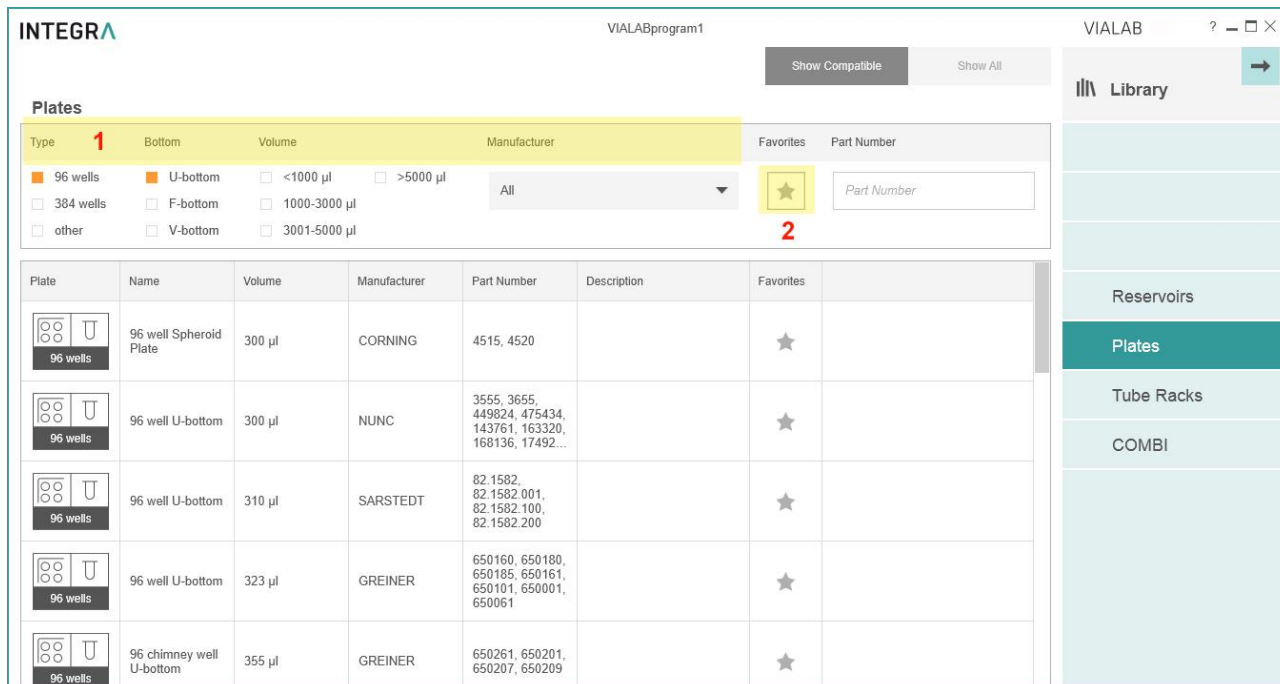 INTEGRA
VIALABprogram1
VIALAB
?
Show Compatible
Show All
Library
Plates
Type 1 Bottom Volume Manufacturer Favorites Part Number
96 wells U-bottom <1000 µl >5000 µl All Part Number
384 wells F-bottom 1000-3000 µl
other V-bottom 3001-5000 µl 2
Plate Name Volume Manufacturer Part Number Description Favorites
96 wells
96 well Spheroid
Plate
300 µl
CORNING
4515, 4520
96 wells
96 well U-bottom
300 µl
NUNC
3555, 3655,
449824, 475434,
143761, 163320,
168136, 17492...
96 wells
96 well U-bottom
310 µl
SARSTEDT
82.1582,
82.1582.001,
82.1582.100,
82.1582.200
96 wells
96 well U-bottom
323 µl
GREINER
650160, 650180,
650185, 650161,
650101, 650001,
650061
96 wells
96 chimney well
U-bottom
355 µl
GREINER
650261, 650201,
650207, 650209
Reservoirs
Plates
Tube Racks
COMBI